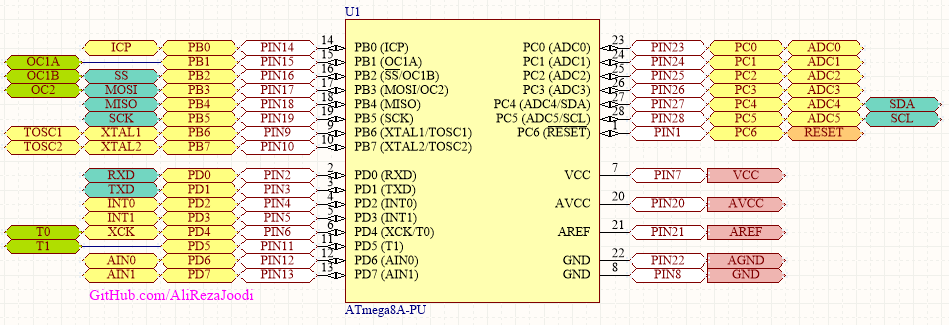 U1
ICP PB0 PIN14 14 PB0 (ICP) PC0 (ADC0) 23 PIN23 PC0 ADC0
OC1A PB1 PIN15 15 PB1 (OC1A) PC1 (ADC1) 24 PIN24 PC1 ADC1
OC1B SS PB2 PIN16 16 PB2 (SS/OC1B) PC2 (ADC2) 25 PIN25 PC2 ADC2
OC2 MOSI PB3 PIN17 17 PB3 (MOSI/OC2) PC3 (ADC3) 26 PIN26 PC3 ADC3
MISO PB4 PIN18 18 PB4 (MISO) PC4 (ADC4/SDA) 27 PIN27 PC4 ADC4 SDA
SCK PB5 PIN19 19 PB5 (SCK) PC5 (ADC5/SCL) 28 PIN28 PC5 ADC5 SCL
TOSC1 XTAL1 PB6 PIN9 9 PB6 (XTAL1/TOSC1) PC6 (RESET) 1 PIN1 PC6 RESET
TOSC2 XTAL2 PB7 PIN10 10 PB7 (XTAL2/TOSC2)
RXD PD0 PIN2 2 PD0 (RXD) VCC 7 PIN7 VCC
TXD PD1 PIN3 3 PD1 (TXD)
INT0 PD2 PIN4 4 PD2 (INT0) AVCC 20 PIN20 AVCC
INT1 PD3 PIN5 5 PD3 (INT1)
T0 XCK PD4 PIN6 6 PD4 (XCK/T0) AREF 21 PIN21 AREF
T1 PD5 PIN11 11 PD5 (T1)
AIN0 PD6 PIN12 12 PD6 (AIN0) GND 22 PIN22 AGND
AIN1 PD7 PIN13 13 PD7 (AIN1) GND 8 PIN8 GND
GitHub.com/AliRezaJoodi
ATmega8A-PU